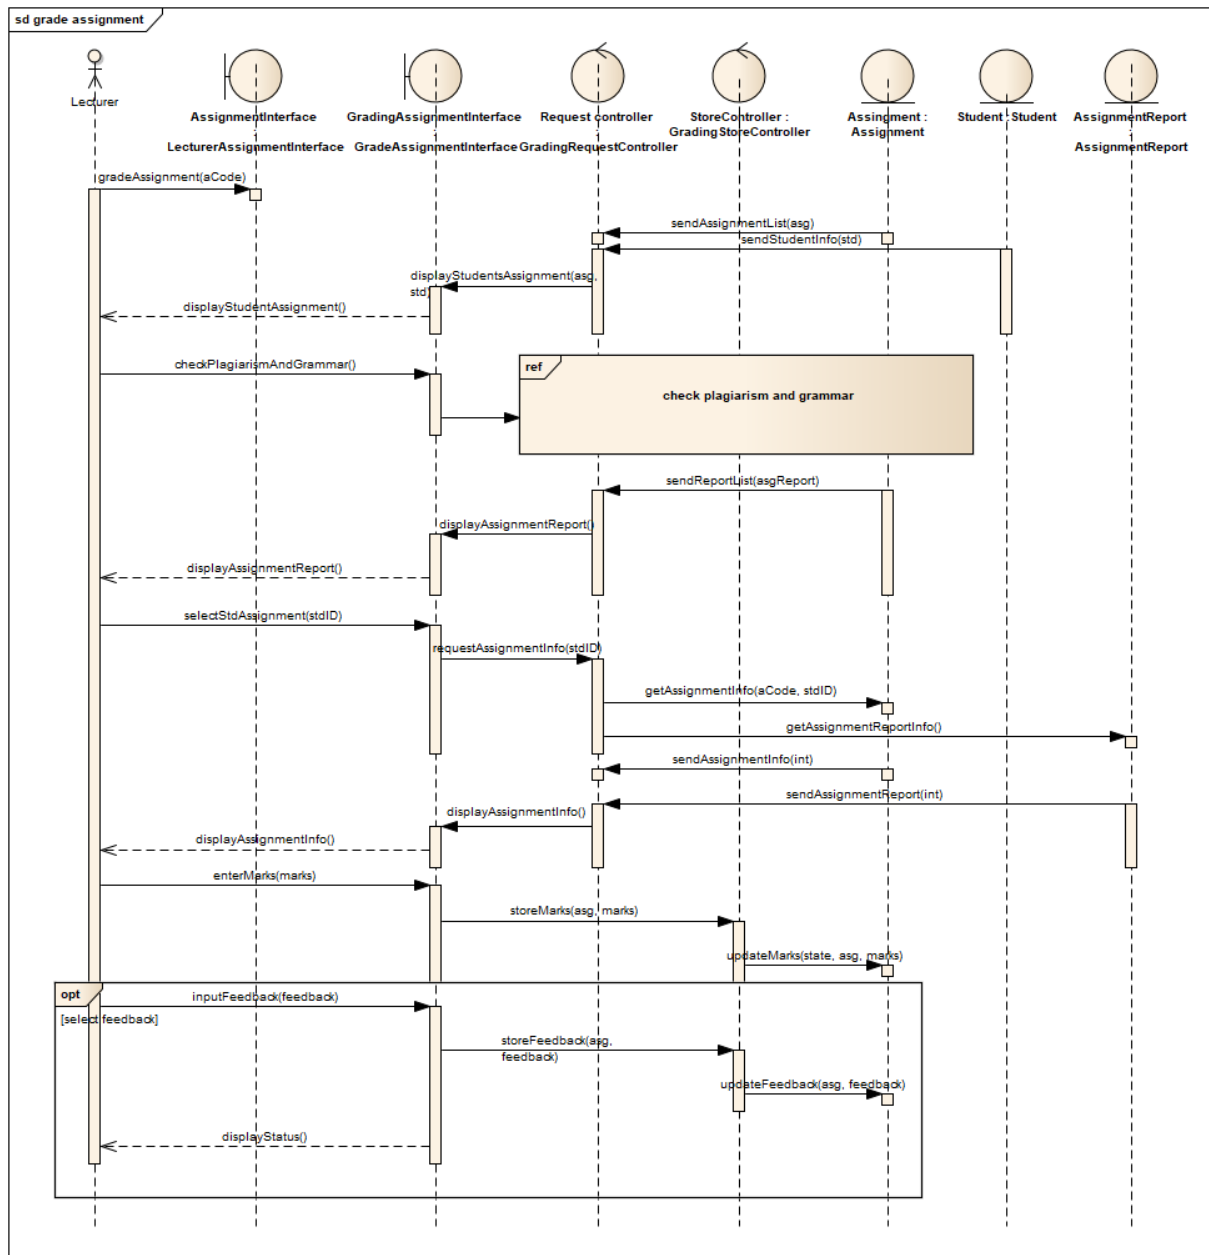 sd grade assignment
Lecturer
AssignmentInterface
:
LecturerAssignmentInterface
GradingAssignmentInterface
:
GradeAssignmentInterface
Request controller
:
GradingRequestController
StoreController :
GradingStoreController
Assingment :
Assignment
Student :Student
AssignmentReport
:
AssignmentReport
gradeAssignment(aCode)
sendAssignmentList(asg)
sendStudentInfo(std)
displayStudentsAssignment(asg,
std)
displayStudentAssignment()
checkPlagiarismAndGrammar()
ref
check plagiarism and grammar
sendReportList(asgReport)
displayAssignmentReport()
displayAssignmentReport()
selectStdAssignment(stdID)
requestAssignmentInfo(stdID)
getAssignmentInfo(aCode, stdID)
getAssignmentReportInfo()
sendAssignmentInfo(int)
sendAssignmentReport(int)
displayAssignmentInfo()
displayAssignmentInfo()
enterMarks(marks)
storeMarks(asg, marks)
updateMarks(state, asg, marks)
opt
inputFeedback(feedback)
[select feedback]
storeFeedback(asg,
feedback)
updateFeedback(asg, feedback)
displayStatus()